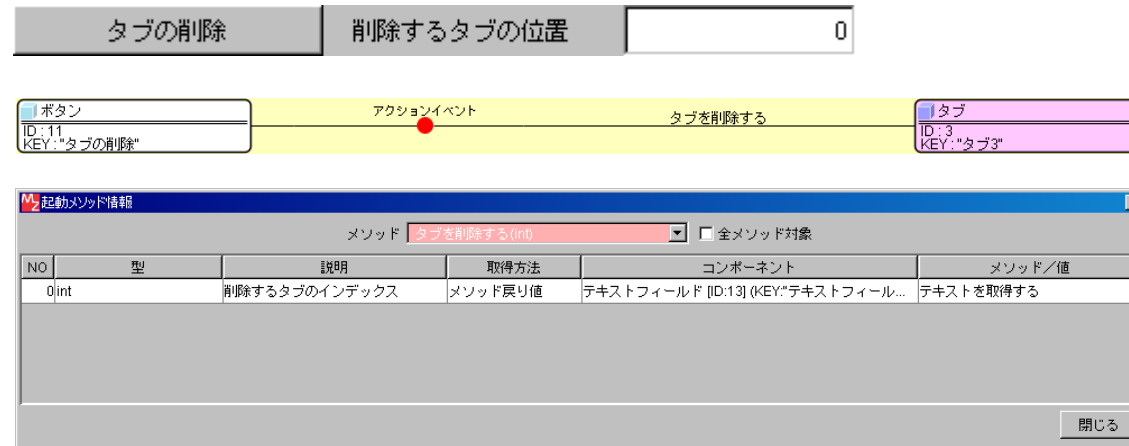 タブの削除 削除するタブの位置 0
ボタン アクションイベント タブを削除する タブ
ID : 11 ID : 3
KEY : "タブの削除" KEY : "タブ3"
起動メソッド情報
メソッド タブを削除する(int) 全メソッド対象
NO 型 説明 取得方法 コンポーネント メソッド／値
0 int 削除するタブのインデックス メソッド戻り値 テキストフィールド [ID:13] (KEY:"テキストフィール... テキストを取得する
閉じる